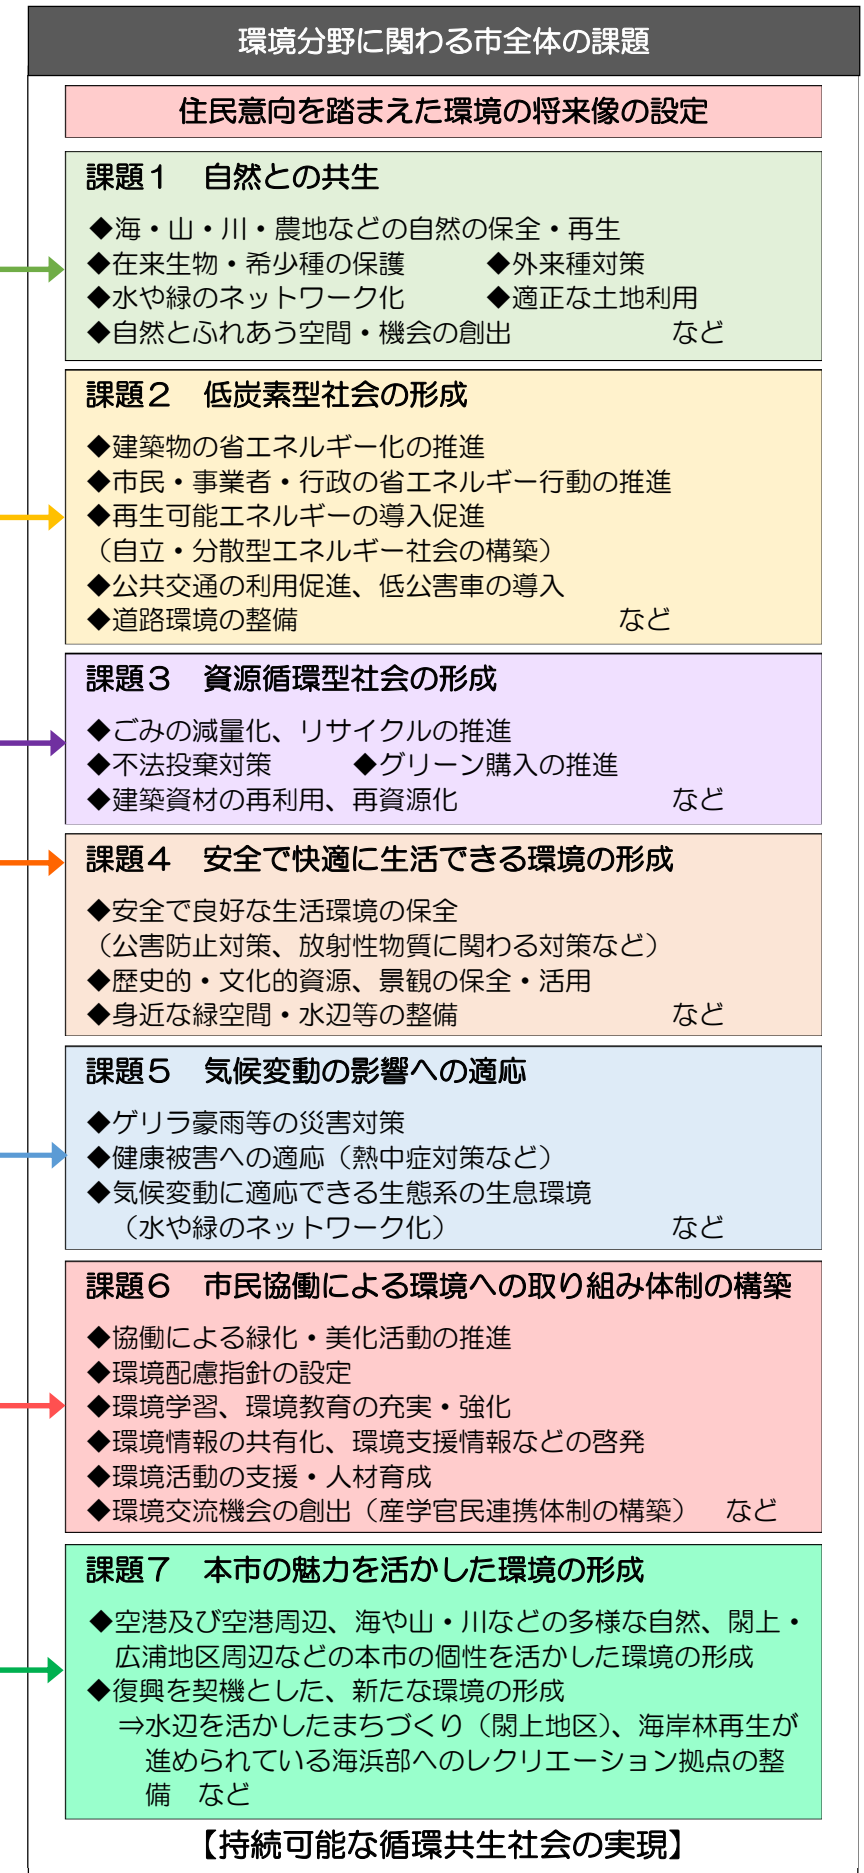 環境分野に関わる市全体の課題
住民意向を踏まえた環境の将来像の設定
課題１　自然との共生
◆海・山・川・農地などの自然の保全・再生
◆在来生物・希少種の保護　　　◆外来種対策
◆水や緑のネットワーク化　　　◆適正な土地利用
◆自然とふれあう空間・機会の創出　　　　　　など
課題２　低炭素型社会の形成
◆建築物の省エネルギー化の推進
◆市民・事業者・行政の省エネルギー行動の推進
◆再生可能エネルギーの導入促進
（自立・分散型エネルギー社会の構築）
◆公共交通の利用促進、低公害車の導入
◆道路環境の整備　　　　　　　　　　　　など
課題３　資源循環型社会の形成
◆ごみの減量化、リサイクルの推進
◆不法投棄対策　　　◆グリーン購入の推進
◆建築資材の再利用、再資源化　　　　　　　　など
課題４　安全で快適に生活できる環境の形成
◆安全で良好な生活環境の保全
（公害防止対策、放射性物質に関わる対策など）
◆歴史的・文化的資源、景観の保全・活用
◆身近な緑空間・水辺等の整備　　　　　　　　など
課題５　気候変動の影響への適応
◆ゲリラ豪雨等の災害対策
◆健康被害への適応（熱中症対策など）
◆気候変動に適応できる生態系の生息環境
（水や緑のネットワーク化）　　　　　　　　　など
課題６　市民協働による環境への取り組み体制の構築
◆協働による緑化・美化活動の推進
◆環境配慮指針の設定
◆環境学習、環境教育の充実・強化
◆環境情報の共有化、環境支援情報などの啓発
◆環境活動の支援・人材育成
◆環境交流機会の創出（産学官民連携体制の構築）　など
課題７　本市の魅力を活かした環境の形成
◆空港及び空港周辺、海や山・川などの多様な自然、閖上・
広浦地区周辺などの本市の個性を活かした環境の形成
◆復興を契機とした、新たな環境の形成
⇒水辺を活かしたまちづくり（閖上地区）、海岸林再生が
進められている海浜部へのレクリエーション拠点の整
備　など
【持続可能な循環共生社会の実現】